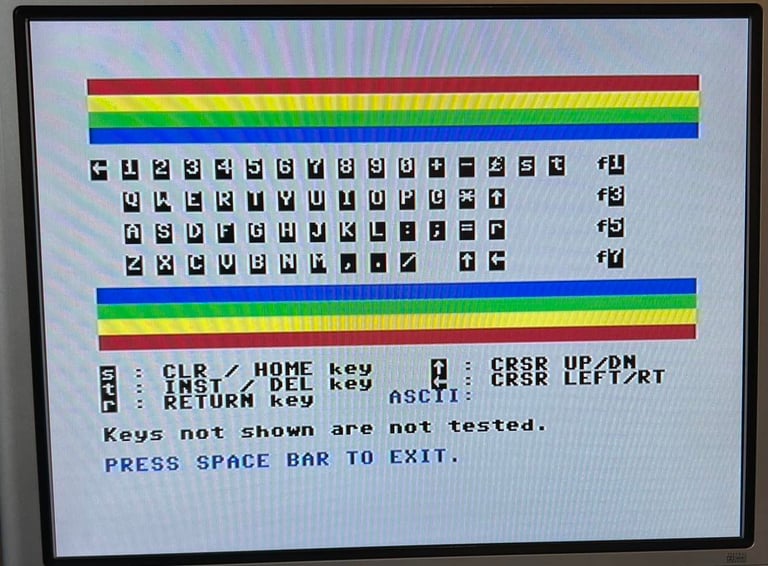 ← 1 2 3 4 5 6 7 8 9 0 + - £ s t f1
Q W E R T Y U I O P @ * ↑ f3
A S D F G H J K L : ; = r f5
Z X C V B N M , . / ↑ ← f7
s : CLR / HOME key ↑ : CRSR UP/DN
t : INST / DEL key ← : CRSR LEFT/RT
r : RETURN key ASCII:
Keys not shown are not tested.
PRESS SPACE BAR TO EXIT.